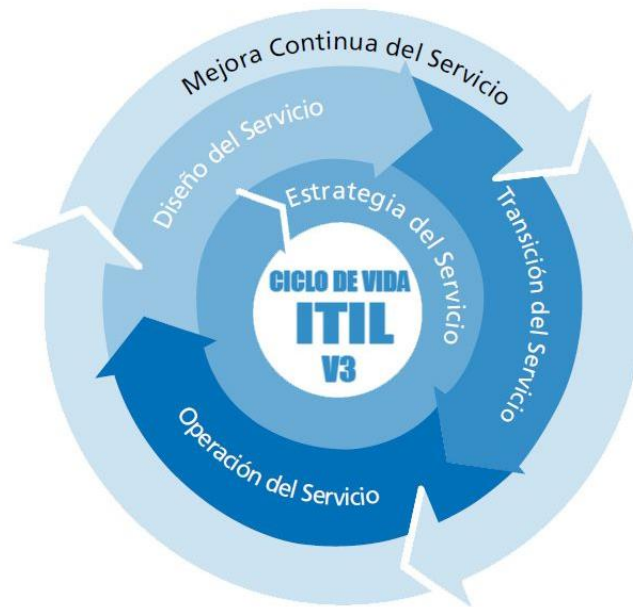 Mejora Continua del Servicio
Diseño del Servicio
Estrategia del Servicio
Transición del Servicio
CICLO DE VIDA
ITIL
V3
Operación del Servicio